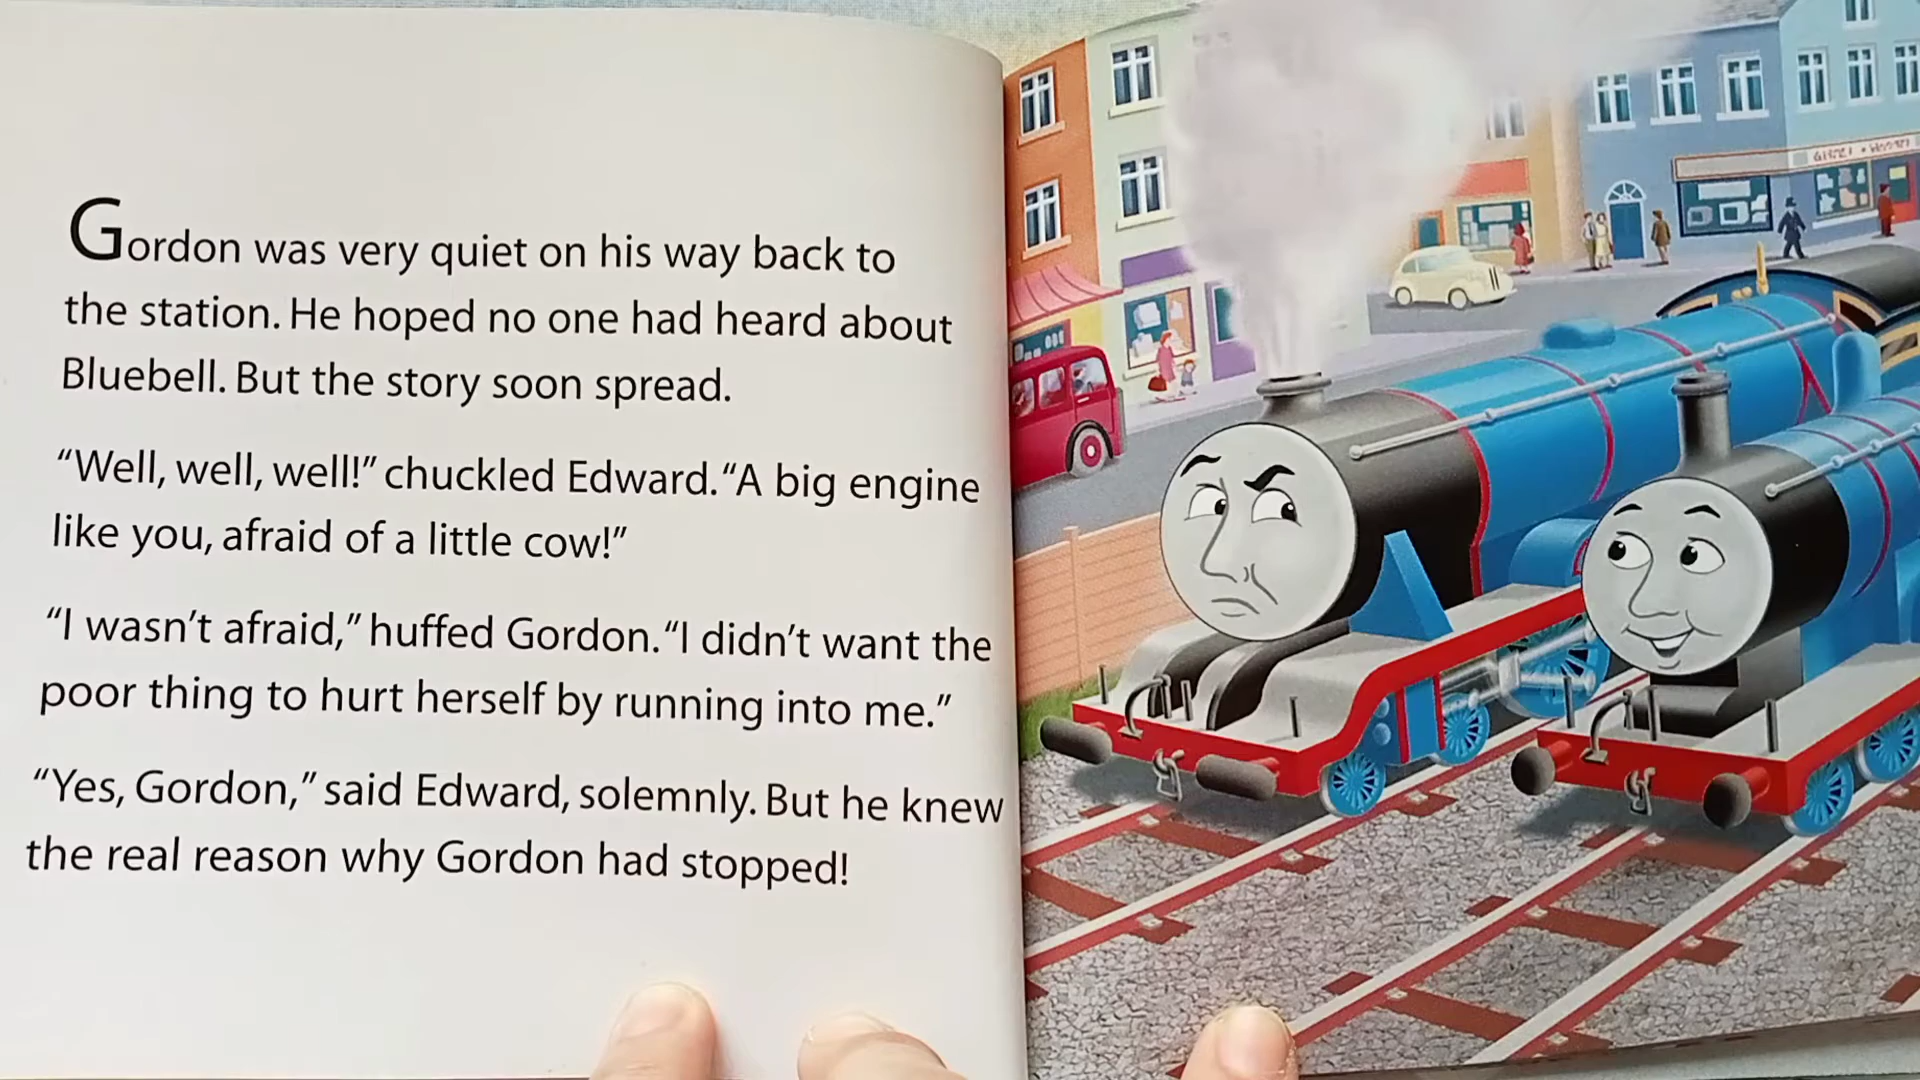 Gordon was very quiet on his way back to
the station. He hoped no one had heard about
Bluebell. But the story soon spread.
“Well, well, well!” chuckled Edward. “A big engine
like you, afraid of a little cow!”
“I wasn’t afraid,” huffed Gordon. “I didn’t want the
poor thing to hurt herself by running into me.”
“Yes, Gordon,” said Edward, solemnly. But he knew
the real reason why Gordon had stopped!